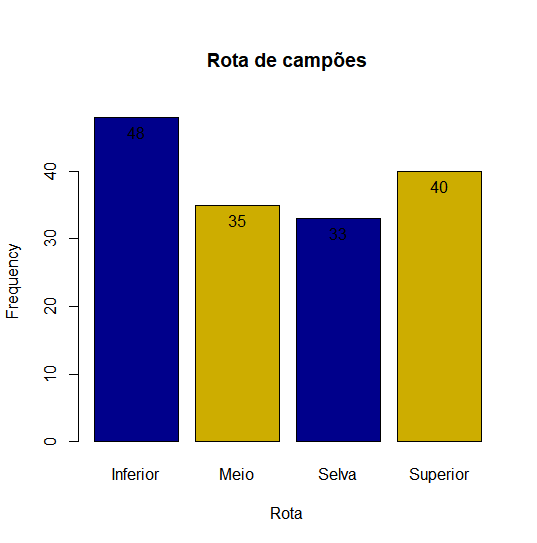 Rota de campões
48
35
33
40
Frequency
0
10
20
30
40
Inferior Meio Selva Superior
Rota